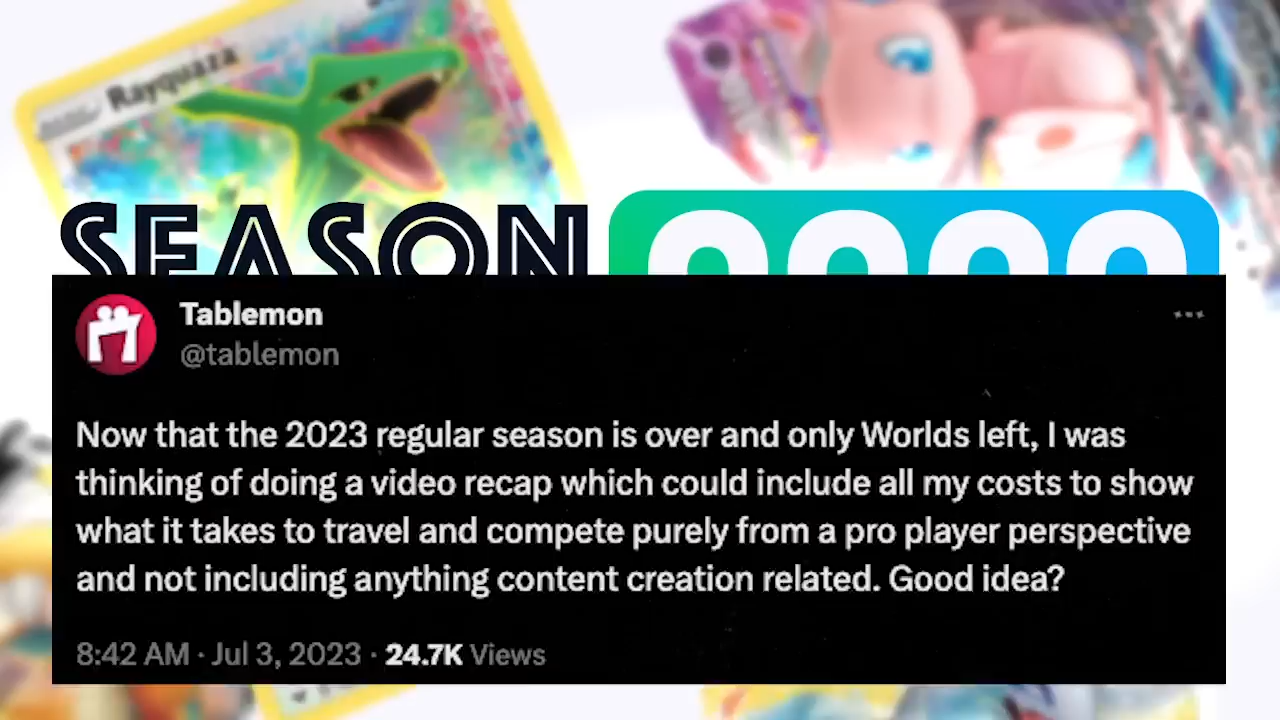 Rayquaza
SEASON
Tablemon
@tablemon
Now that the 2023 regular season is over and only Worlds left, I was
thinking of doing a video recap which could include all my costs to show
what it takes to travel and compete purely from a pro player perspective
and not including anything content creation related. Good idea?
8:42 AM · Jul 3, 2023 · 24.7K Views